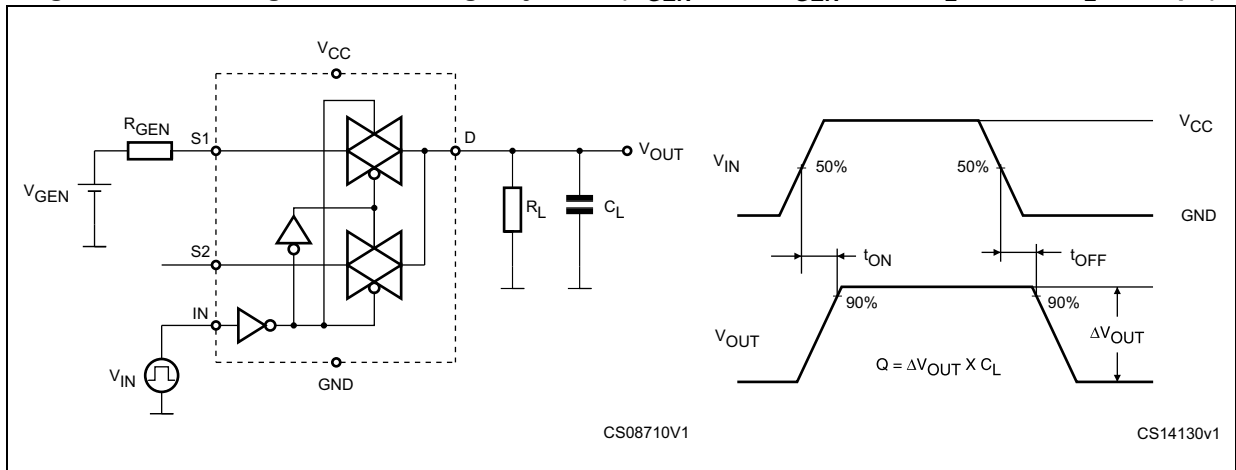 V_CC
R_GEN
S1
D
V_OUT
V_GEN
R_L
C_L
S2
IN
V_IN
GND
CS08710V1
V_CC
V_IN
50%
50%
GND
t_ON
t_OFF
90%
90%
V_OUT
ΔV_OUT
Q = ΔV_OUT X C_L
CS14130v1